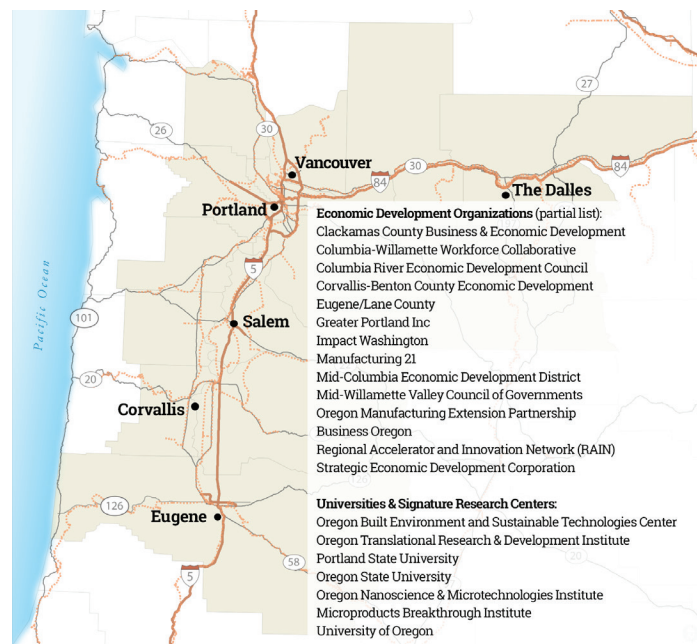 27
26
30
Vancouver
84
30
84
The Dalles
Portland
Economic Development Organizations (partial list):
Clackamas County Business & Economic Development
Columbia-Willamette Workforce Collaborative
Columbia River Economic Development Council
Corvallis-Benton County Economic Development
Eugene/Lane County
Greater Portland Inc
Impact Washington
Manufacturing 21
Mid-Columbia Economic Development District
Mid-Willamette Valley Council of Governments
Oregon Manufacturing Extension Partnership
Business Oregon
Regional Accelerator and Innovation Network (RAIN)
Strategic Economic Development Corporation
Universities & Signature Research Centers:
Oregon Built Environment and Sustainable Technologies Center
Oregon Translational Research & Development Institute
Portland State University
Oregon State University
Oregon Nanoscience & Microtechnologies Institute
Microproducts Breakthrough Institute
University of Oregon
5
Pacific Ocean
101
Salem
20
Corvallis
126
126
Eugene
58
20
5